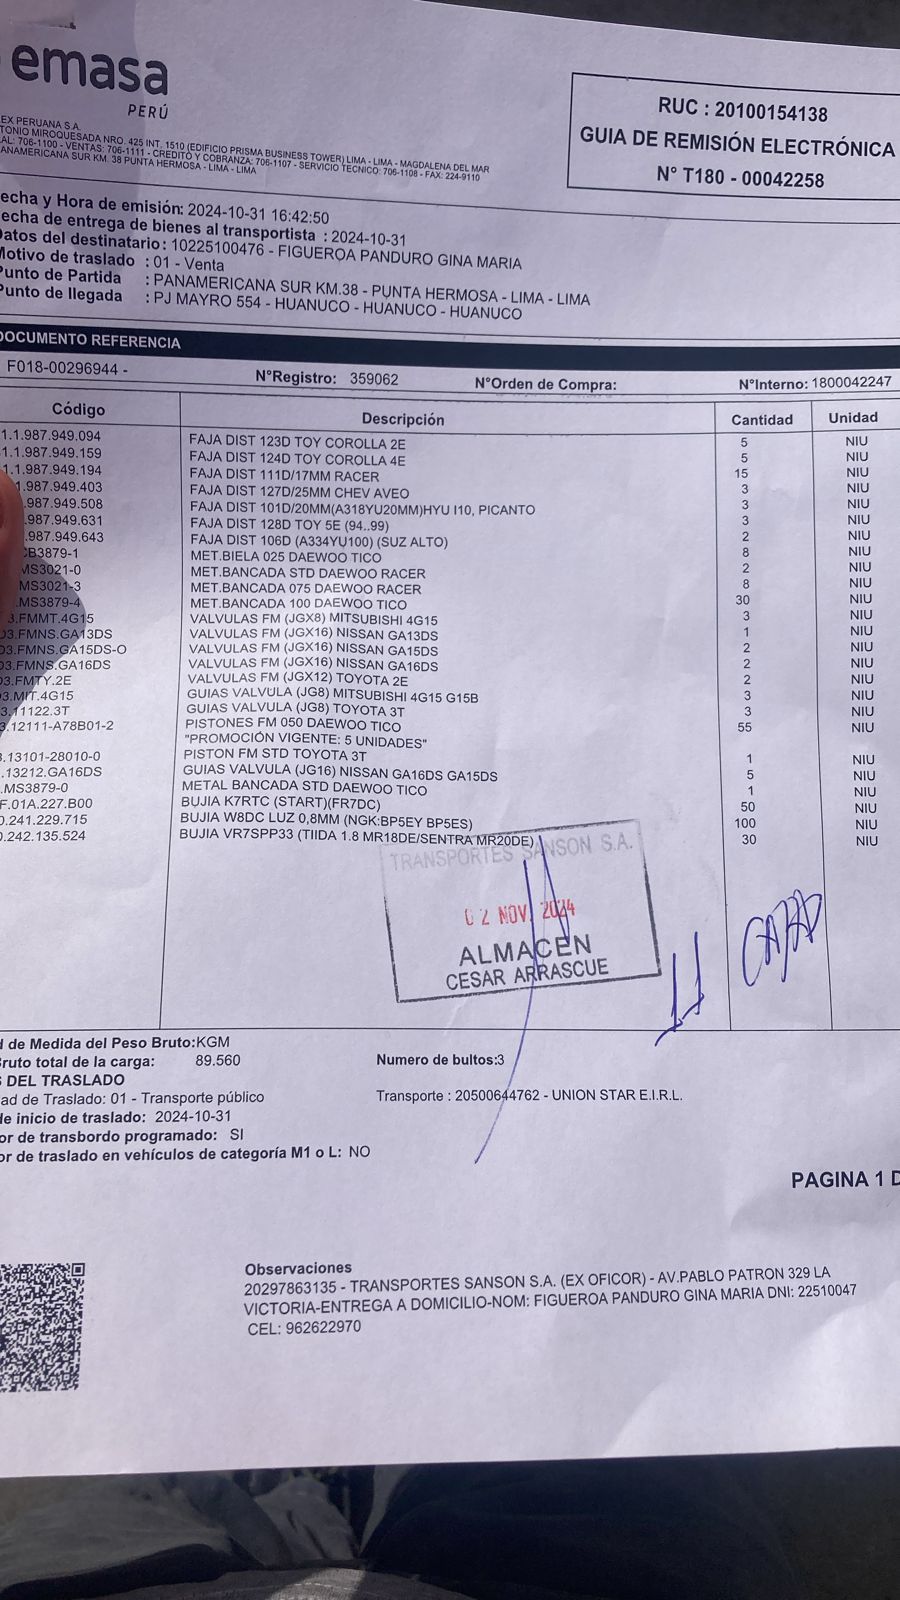 emasa
PERÚ
EX PERUANA S.A.
TONIO MIROQUESADA NRO. 425 INT. 1510 (EDIFICIO PRISMA BUSINESS TOWER) LIMA - LIMA - MAGDALENA DEL MAR
AL: 706-1100 - VENTAS: 706-1111 - CREDITO Y COBRANZA: 706-1107 - SERVICIO TECNICO: 706-1108 - FAX: 224-9110
ANAMERICANA SUR KM. 38 PUNTA HERMOSA - LIMA - LIMA
RUC : 20100154138
GUIA DE REMISIÓN ELECTRÓNICA
N° T180 - 00042258
echa y Hora de emisión: 2024-10-31 16:42:50
echa de entrega de bienes al transportista : 2024-10-31
Datos del destinatario: 10225100476 - FIGUEROA PANDURO GINA MARIA
Motivo de traslado : 01 - Venta
Punto de Partida : PANAMERICANA SUR KM.38 - PUNTA HERMOSA - LIMA - LIMA
Punto de llegada : PJ MAYRO 554 - HUANUCO - HUANUCO - HUANUCO
DOCUMENTO REFERENCIA
F018-00296944 - N°Registro: 359062 N°Orden de Compra: N°Interno: 1800042247
Código Descripción Cantidad Unidad
1.1.987.949.094 FAJA DIST 123D TOY COROLLA 2E 5 NIU
1.1.987.949.159 FAJA DIST 124D TOY COROLLA 4E 5 NIU
1.1.987.949.194 FAJA DIST 111D/17MM RACER 15 NIU
1.987.949.403 FAJA DIST 127D/25MM CHEV AVEO 3 NIU
.987.949.508 FAJA DIST 101D/20MM(A318YU20MM)HYU I10, PICANTO 3 NIU
.987.949.631 FAJA DIST 128D TOY 5E (94..99) 3 NIU
987.949.643 FAJA DIST 106D (A334YU100) (SUZ ALTO) 2 NIU
CB3879-1 MET.BIELA 025 DAEWOO TICO 8 NIU
MS3021-0 MET.BANCADA STD DAEWOO RACER 2 NIU
MS3021-3 MET.BANCADA 075 DAEWOO RACER 8 NIU
.MS3879-4 MET.BANCADA 100 DAEWOO TICO 30 NIU
3.FMMT.4G15 VALVULAS FM (JGX8) MITSUBISHI 4G15 3 NIU
03.FMNS.GA13DS VALVULAS FM (JGX16) NISSAN GA13DS 1 NIU
03.FMNS.GA15DS-O VALVULAS FM (JGX16) NISSAN GA15DS 2 NIU
03.FMNS.GA16DS VALVULAS FM (JGX16) NISSAN GA16DS 2 NIU
03.FMTY.2E VALVULAS FM (JGX12) TOYOTA 2E 2 NIU
03.MIT.4G15 GUIAS VALVULA (JG8) MITSUBISHI 4G15 G15B 3 NIU
3.11122.3T GUIAS VALVULA (JG8) TOYOTA 3T 3 NIU
3.12111-A78B01-2 PISTONES FM 050 DAEWOO TICO 55 NIU
"PROMOCIÓN VIGENTE: 5 UNIDADES"
3.13101-28010-0 PISTON FM STD TOYOTA 3T 1 NIU
.13212.GA16DS GUIAS VALVULA (JG16) NISSAN GA16DS GA15DS 5 NIU
.MS3879-0 METAL BANCADA STD DAEWOO TICO 1 NIU
F.01A.227.B00 BUJIA K7RTC (START)(FR7DC) 50 NIU
0.241.229.715 BUJIA W8DC LUZ 0,8MM (NGK:BP5EY BP5ES) 100 NIU
0.242.135.524 BUJIA VR7SPP33 (TIIDA 1.8 MR18DE/SENTRA MR20DE) 30 NIU
TRANSPORTES SANSON S.A.
02 NOV. 2024
ALMACEN
CESAR ARRASCUE
d de Medida del Peso Bruto:KGM
Bruto total de la carga: 89.560 Numero de bultos:3
S DEL TRASLADO
ad de Traslado: 01 - Transporte público Transporte : 20500644762 - UNION STAR E.I.R.L.
de inicio de traslado: 2024-10-31
or de transbordo programado: SI
or de traslado en vehículos de categoría M1 o L: NO
PAGINA 1 D
Observaciones
20297863135 - TRANSPORTES SANSON S.A. (EX OFICOR) - AV.PABLO PATRON 329 LA
VICTORIA-ENTREGA A DOMICILIO-NOM: FIGUEROA PANDURO GINA MARIA DNI: 22510047
CEL: 962622970